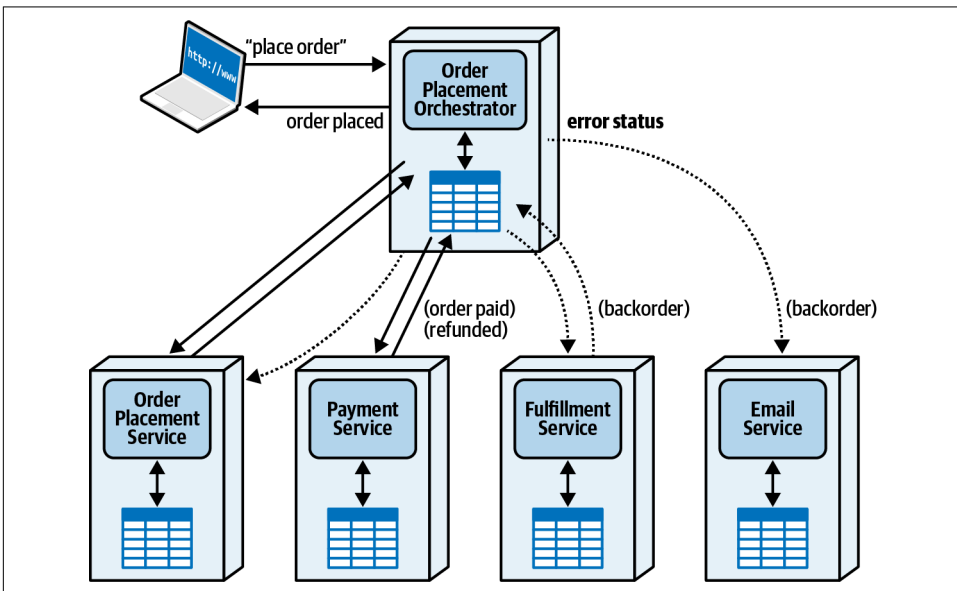 http://www
"place order"
order placed
Order
Placement
Orchestrator
error status
(order paid)
(refunded)
(backorder)
(backorder)
Order
Placement
Service
Payment
Service
Fulfillment
Service
Email
Service